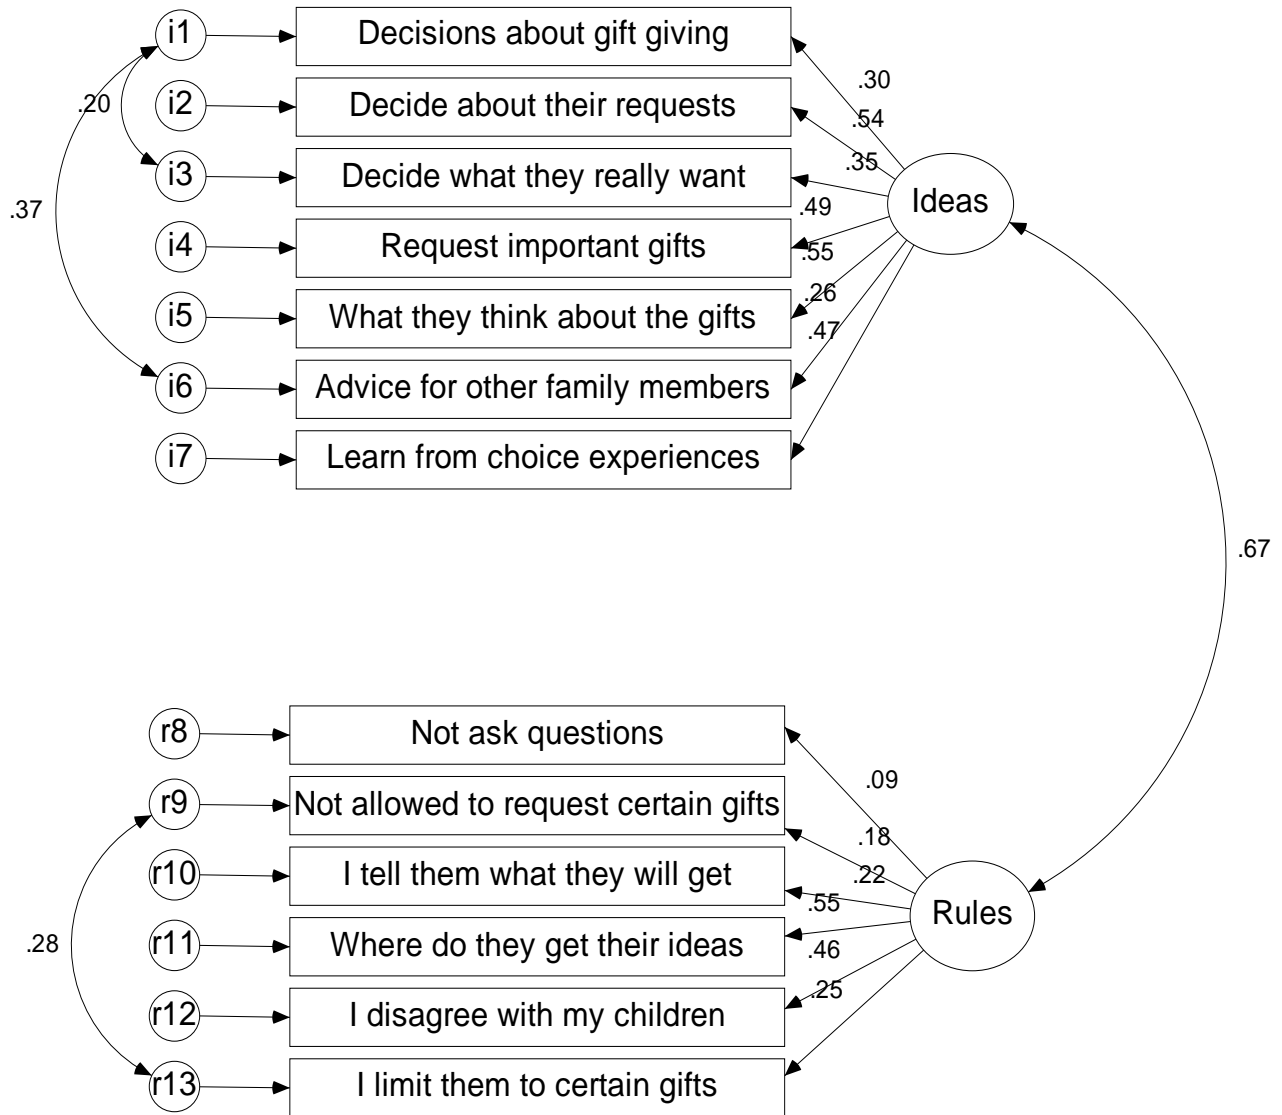 i1
Decisions about gift giving
.30
.20
i2
Decide about their requests
.54
i3
Decide what they really want
.35
Ideas
.37
i4
Request important gifts
.49
.55
i5
What they think about the gifts
.26
i6
Advice for other family members
.47
i7
Learn from choice experiences
.67
r8
Not ask questions
.09
r9
Not allowed to request certain gifts
.18
r10
I tell them what they will get
.22
.55
Rules
.28
r11
Where do they get their ideas
.46
r12
I disagree with my children
.25
r13
I limit them to certain gifts